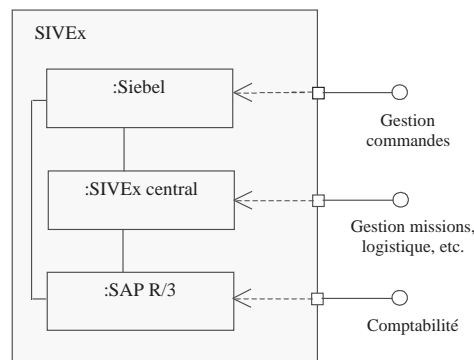 SIVEx
:Siebel
Gestion
commandes
:SIVEx central
Gestion missions,
logistique, etc.
:SAP R/3
Comptabilité